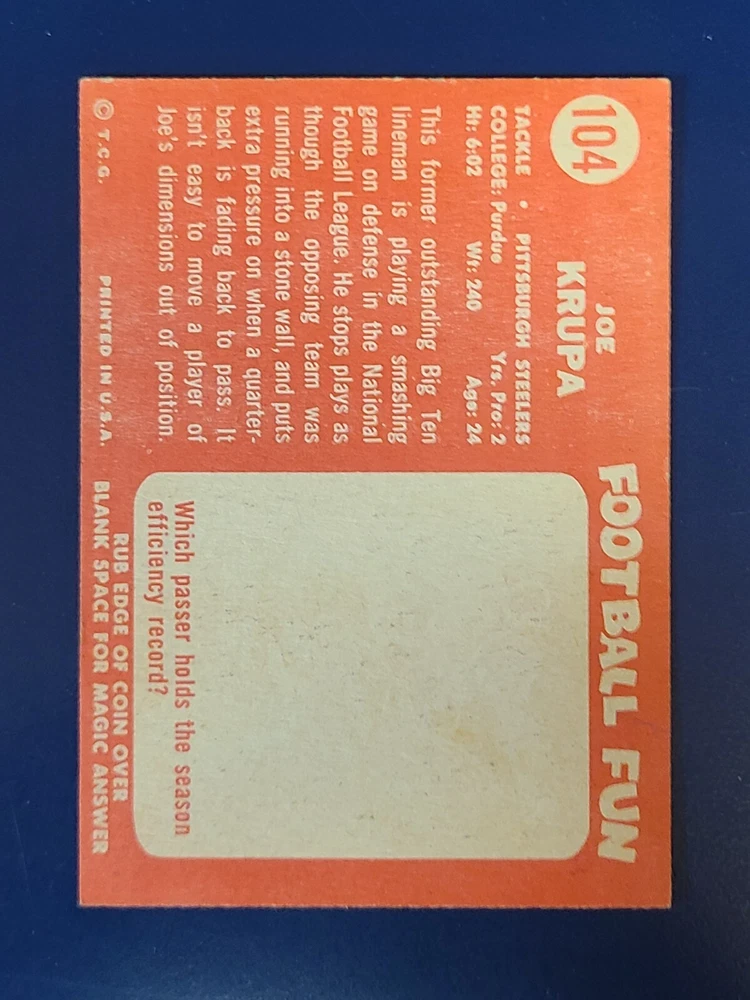 104
JOE
KRUPA
TACKLE • PITTSBURGH STEELERS
COLLEGE: Purdue Yrs. Pro: 2
Ht: 6:02 Wt: 240 Age: 24
This former outstanding Big Ten
lineman is playing a smashing
game on defense in the National
Football League. He stops plays as
though the opposing team was
running into a stone wall, and puts
extra pressure on when a quarter-
back is fading back to pass. It
isn't easy to move a player of
Joe's dimensions out of position.
© T.C.G. PRINTED IN U.S.A.
FOOTBALL FUN
Which passer holds the season
efficiency record?
RUB EDGE OF COIN OVER
BLANK SPACE FOR MAGIC ANSWER